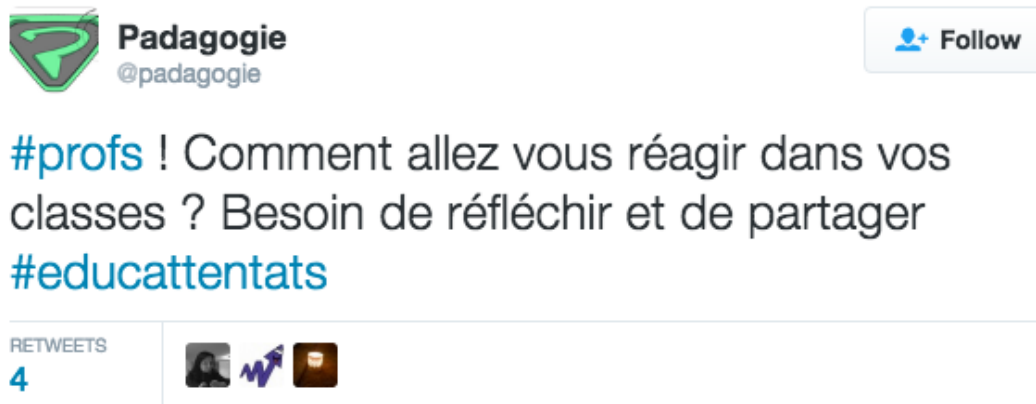 Padagogie
@padagogie
Follow
#profs ! Comment allez vous réagir dans vos
classes ? Besoin de réfléchir et de partager
#educattentats
RETWEETS
4